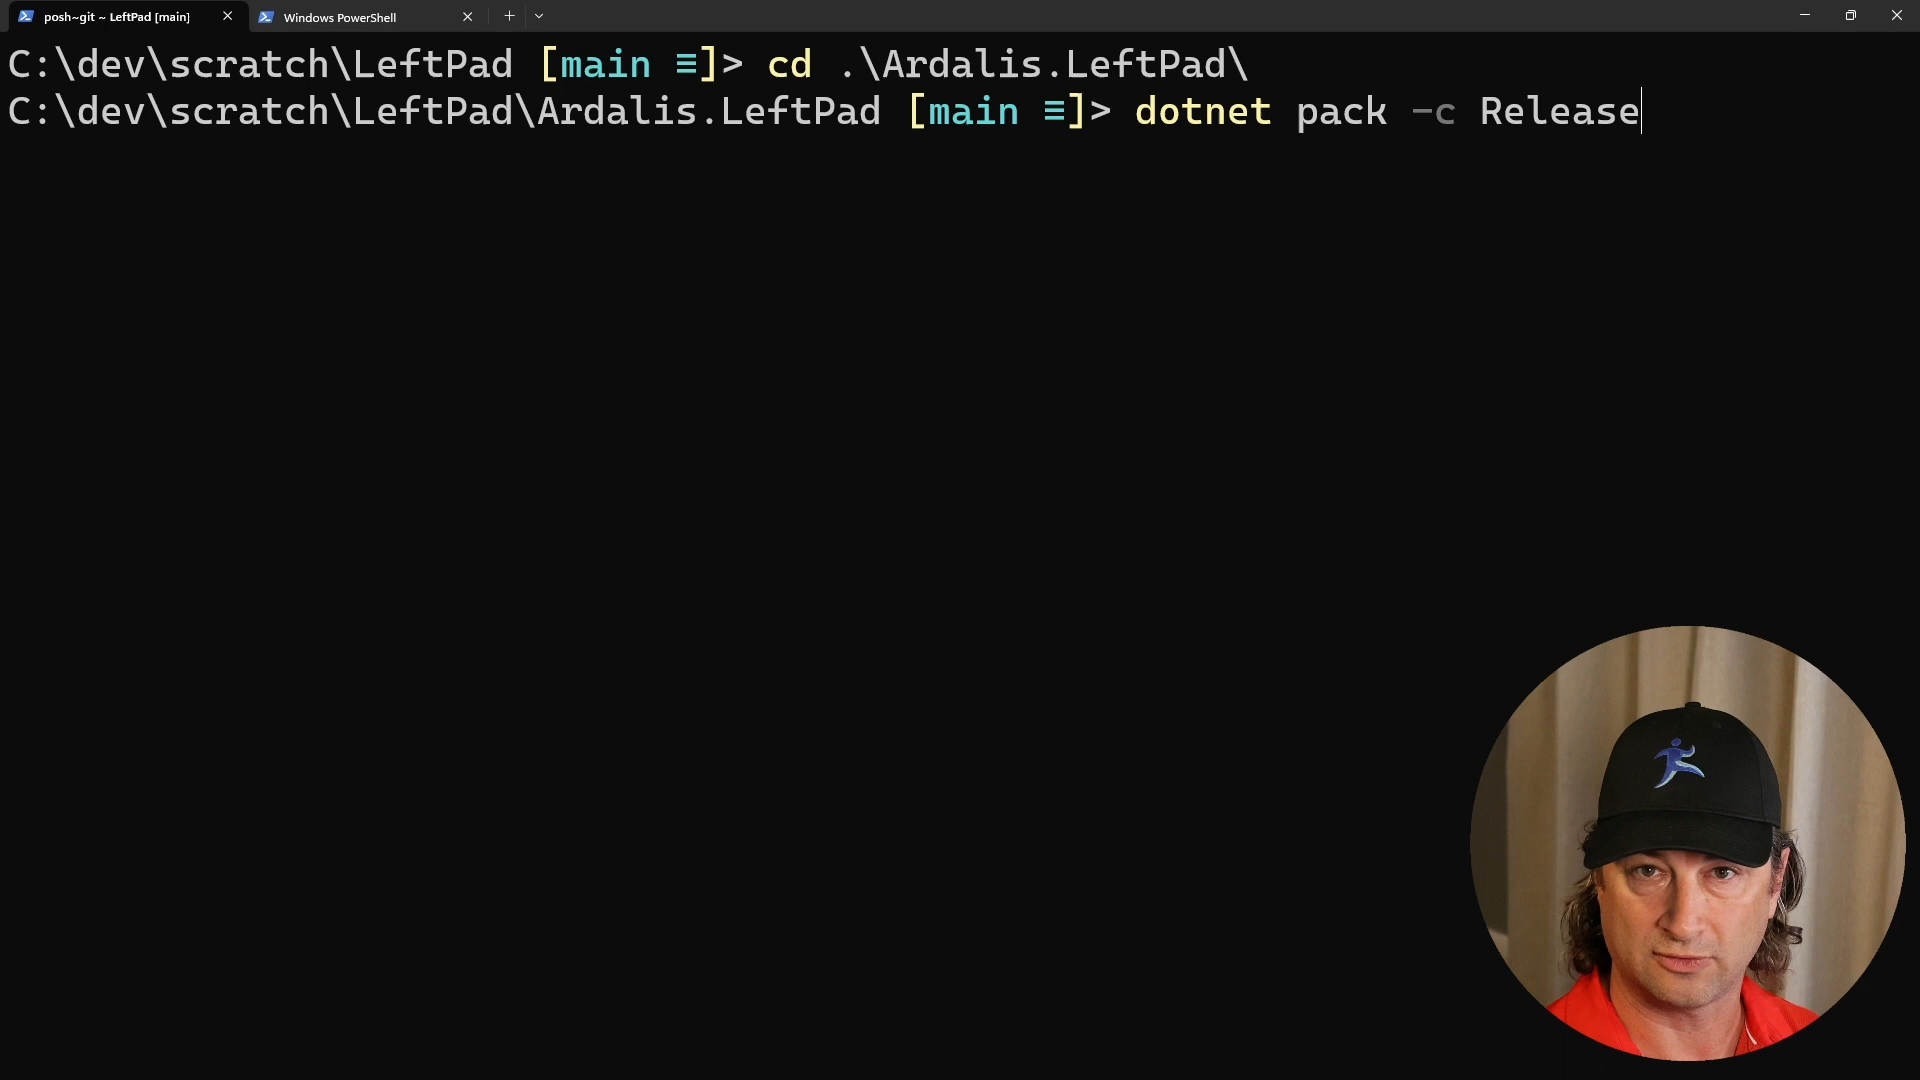 posh~git ~ LeftPad [main]
Windows PowerShell
C:\dev\scratch\LeftPad [main ≡]> cd .\Ardalis.LeftPad\
C:\dev\scratch\LeftPad\Ardalis.LeftPad [main ≡]> dotnet pack -c Release